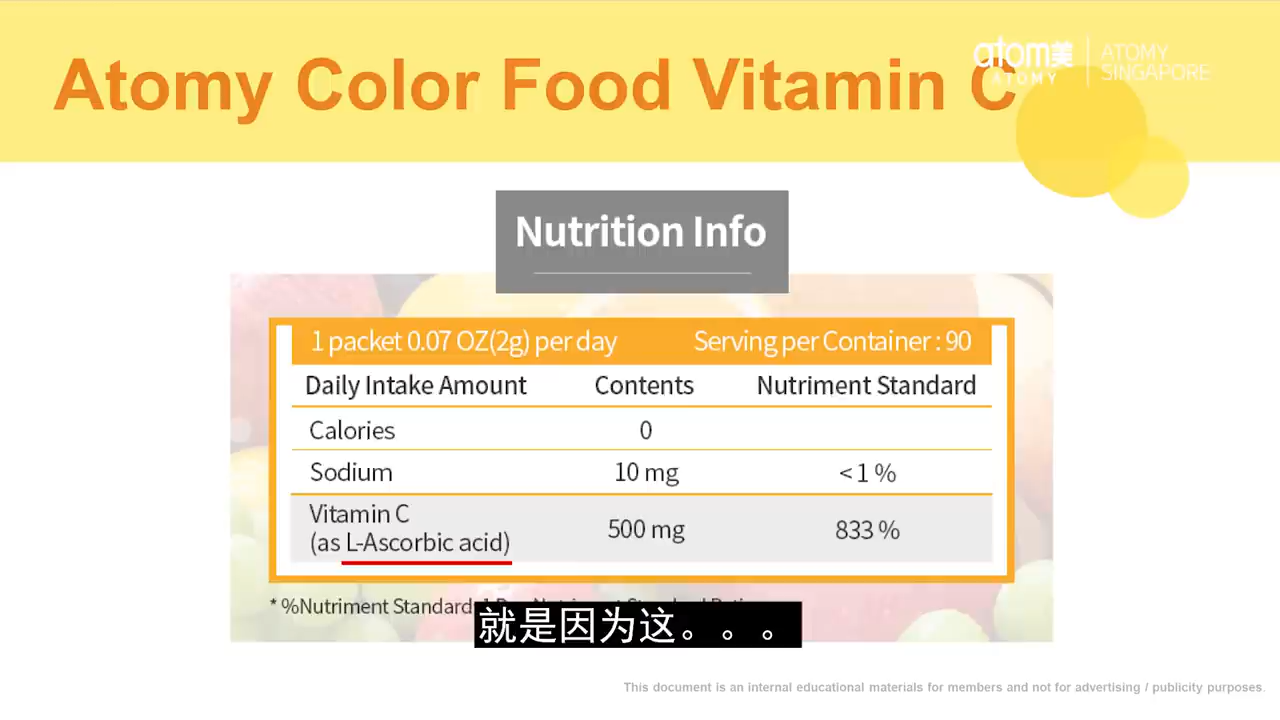 Atomy Color Food Vitamin C
atom美
ATOMY
ATOMY
SINGAPORE
Nutrition Info
1 packet 0.07 OZ(2g) per day Serving per Container : 90
Daily Intake Amount Contents Nutriment Standard
Calories 0
Sodium 10 mg < 1 %
Vitamin C
(as L-Ascorbic acid) 500 mg 833 %
* %Nutriment Standard
就是因为这。。。
This document is an internal educational materials for members and not for advertising / publicity purposes.